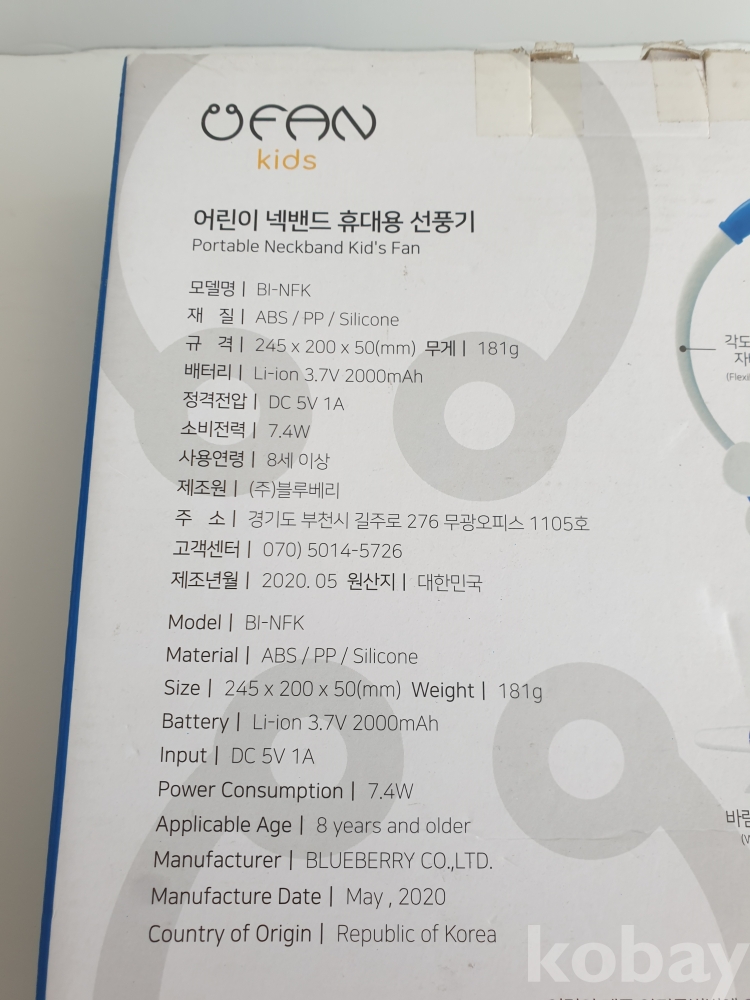 ÜFAN
kids
어린이 넥밴드 휴대용 선풍기
Portable Neckband Kid's Fan
모델명 | BI-NFK
재 질 | ABS / PP / Silicone
규 격 | 245 x 200 x 50(mm) 무게 | 181g
배터리 | Li-ion 3.7V 2000mAh
정격전압 | DC 5V 1A
소비전력 | 7.4W
사용연령 | 8세 이상
제조원 | (주)블루베리
주 소 | 경기도 부천시 길주로 276 무광오피스 1105호
고객센터 | 070) 5014-5726
제조년월 | 2020. 05 원산지 | 대한민국
Model | BI-NFK
Material | ABS / PP / Silicone
Size | 245 x 200 x 50(mm) Weight | 181g
Battery | Li-ion 3.7V 2000mAh
Input | DC 5V 1A
Power Consumption | 7.4W
Applicable Age | 8 years and older
Manufacturer | BLUEBERRY CO.,LTD.
Manufacture Date | May , 2020
Country of Origin | Republic of Korea
각도
kobay